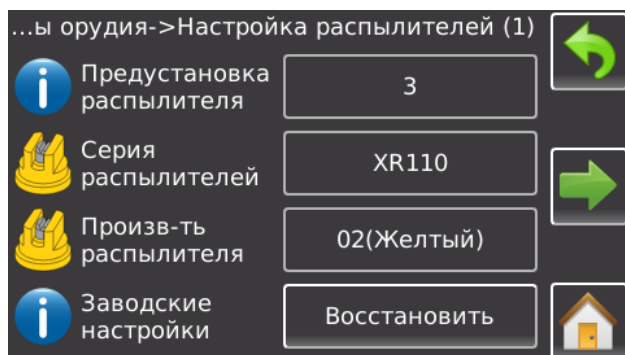 ...ы орудия->Настройка распылителей (1)
Предустановка
распылителя
3
Серия
распылителей
XR110
Произв-ть
распылителя
02(Желтый)
Заводские
настройки
Восстановить